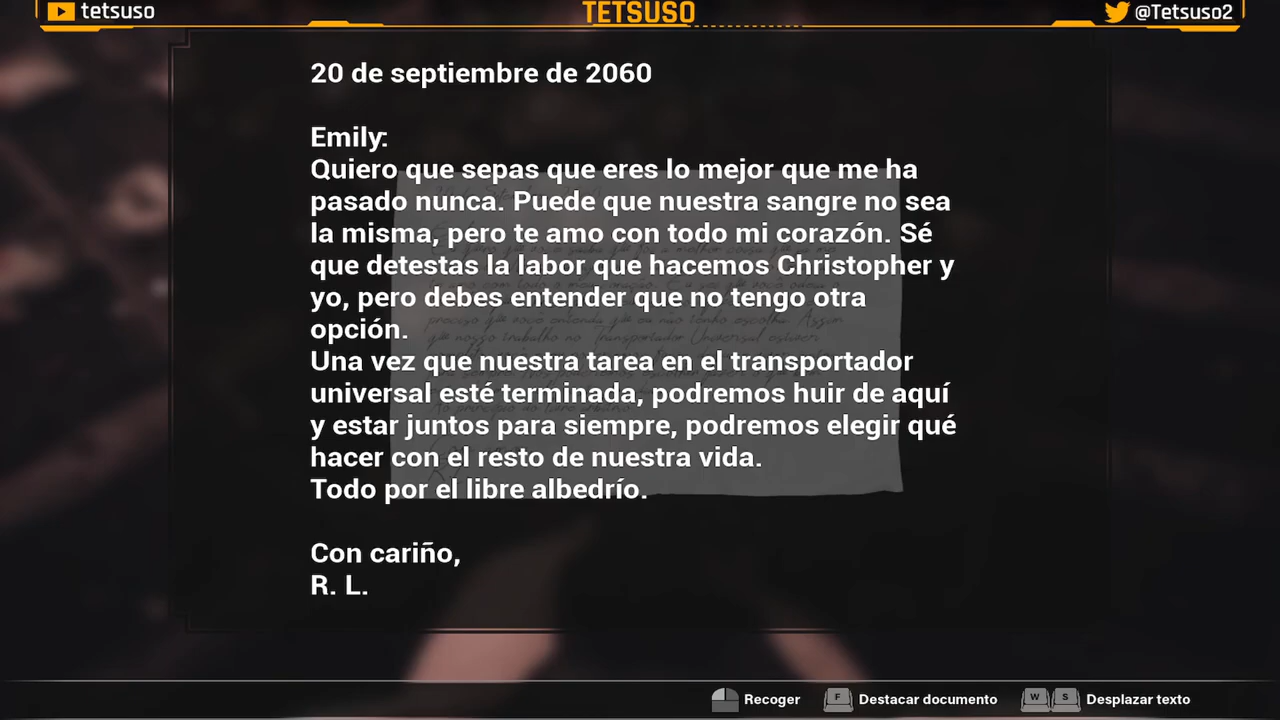 tetsuso
TETSUSO
@Tetsuso2
20 de septiembre de 2060
Emily:
Quiero que sepas que eres lo mejor que me ha
pasado nunca. Puede que nuestra sangre no sea
la misma, pero te amo con todo mi corazón. Sé
que detestas la labor que hacemos Christopher y
yo, pero debes entender que no tengo otra
opción.
Una vez que nuestra tarea en el transportador
universal esté terminada, podremos huir de aquí
y estar juntos para siempre, podremos elegir qué
hacer con el resto de nuestra vida.
Todo por el libre albedrío.
Con cariño,
R. L.
Recoger
F Destacar documento
W S Desplazar texto